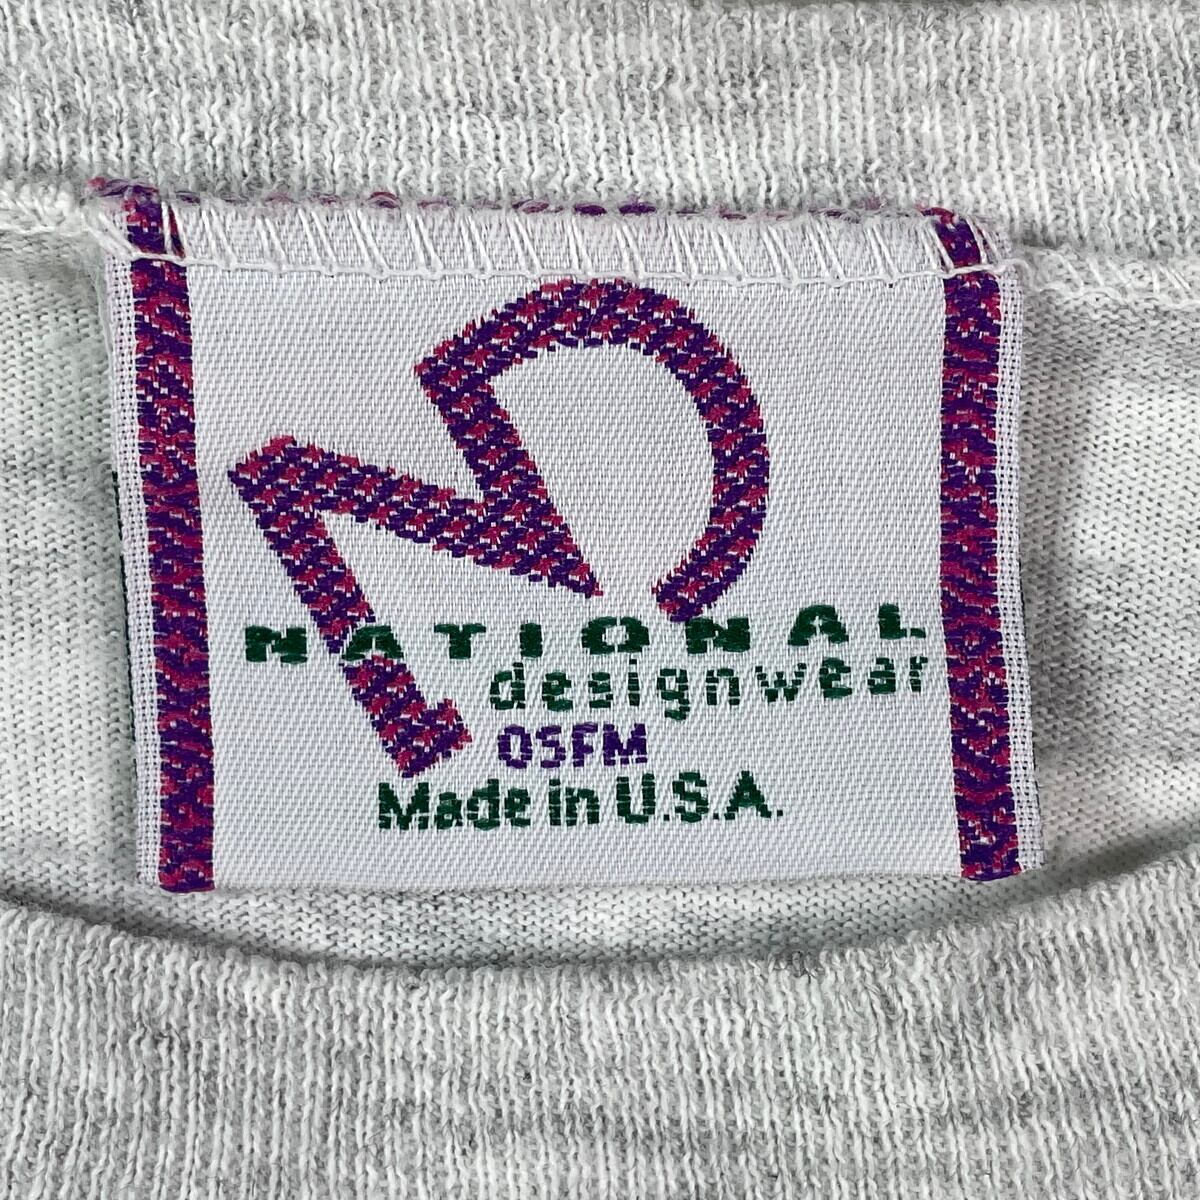 NATIONAL
designwear
OSFM
Made in U.S.A.